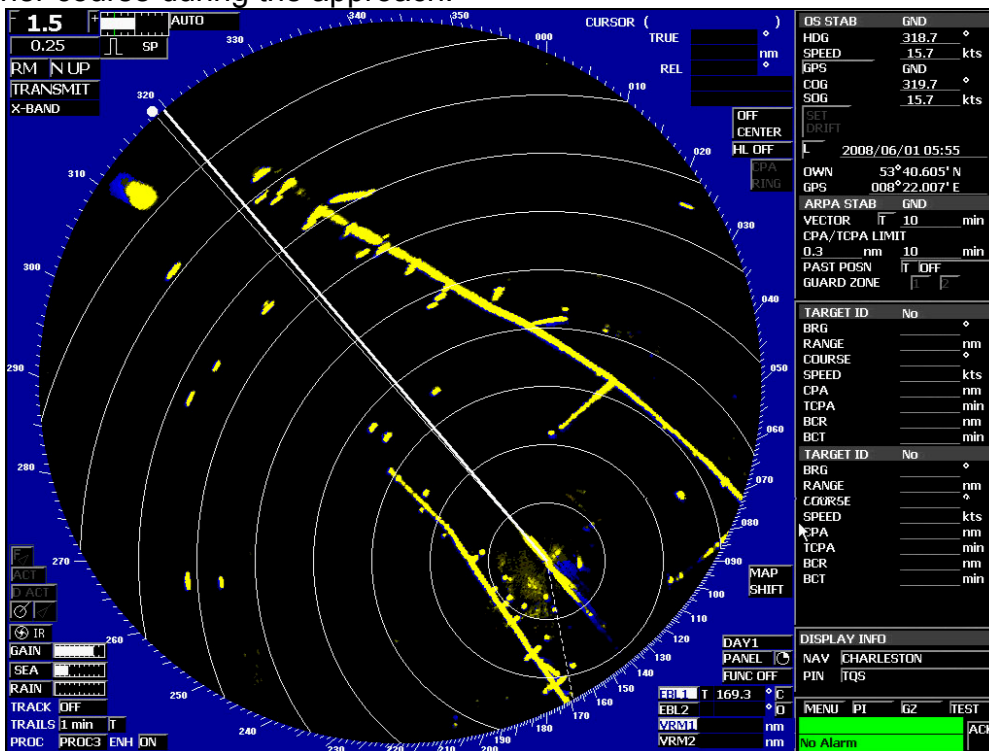 her course during the approach.
1.5 + AUTO
0.25 SP
RM N UP
TRANSMIT
X-BAND
CURSOR ( )
TRUE °
nm
REL
OFF
CENTER
HL OFF
CPA
RING
000
010
020
030
040
050
060
070
080
090
100
110
120
130
140
150
160
170
180
190
200
210
220
230
240
250
260
270
280
290
300
310
320
330
340
350
F
ACT
D ACT
IR
GAIN
SEA
RAIN
TRACK OFF
TRAILS 1 min T
PROC PROC3 ENH ON
MAP
SHIFT
DAY1
PANEL
FUNC OFF
EBL1 T 169.3 ° C
EBL2 ° O
VRM1 nm
VRM2 nm
OS STAB GND
HDG 318.7 °
SPEED 15.7 kts
GPS GND
COG 319.7 °
SOG 15.7 kts
SET
DRIFT
L 2008/06/01 05:55
OWN 53°40.605' N
GPS 008°22.007' E
ARPA STAB GND
VECTOR T 10 min
CPA/TCPA LIMIT
0.3 nm 10 min
PAST POSN T OFF
GUARD ZONE 1 2
TARGET ID No
BRG °
RANGE nm
COURSE °
SPEED kts
CPA nm
TCPA min
BCR nm
BCT min
TARGET ID No
BRG °
RANGE nm
COURSE °
SPEED kts
CPA nm
TCPA min
BCR nm
BCT min
DISPLAY INFO
NAV CHARLESTON
PIN TQS
MENU PI G2 TEST
No Alarm ACK